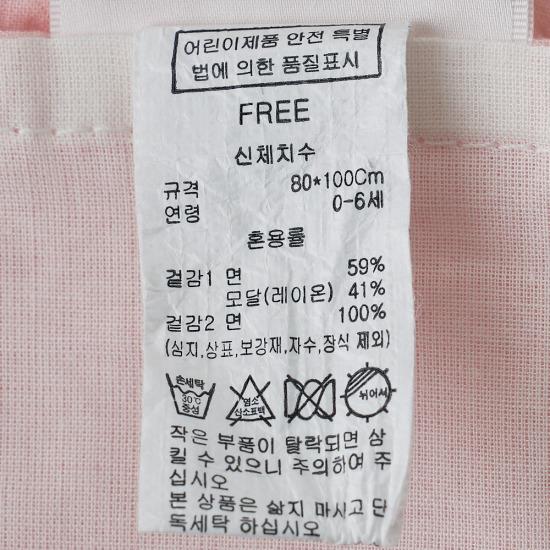 어린이제품 안전 특별
법에 의한 품질표시
FREE
신체치수
규격 80*100Cm
연령 0-6세
혼용률
겉감1 면 59%
모달(레이온) 41%
겉감2 면 100%
(심지,상표,보강재,자수,장식 제외)
손세탁
30℃
중성
염소
산소표백
뉘어서
작은 부품이 탈락되면 삼
킬 수 있으니 주의하여 주
십시오
본 상품은 삶지 마시고 단
독세탁 하십시오